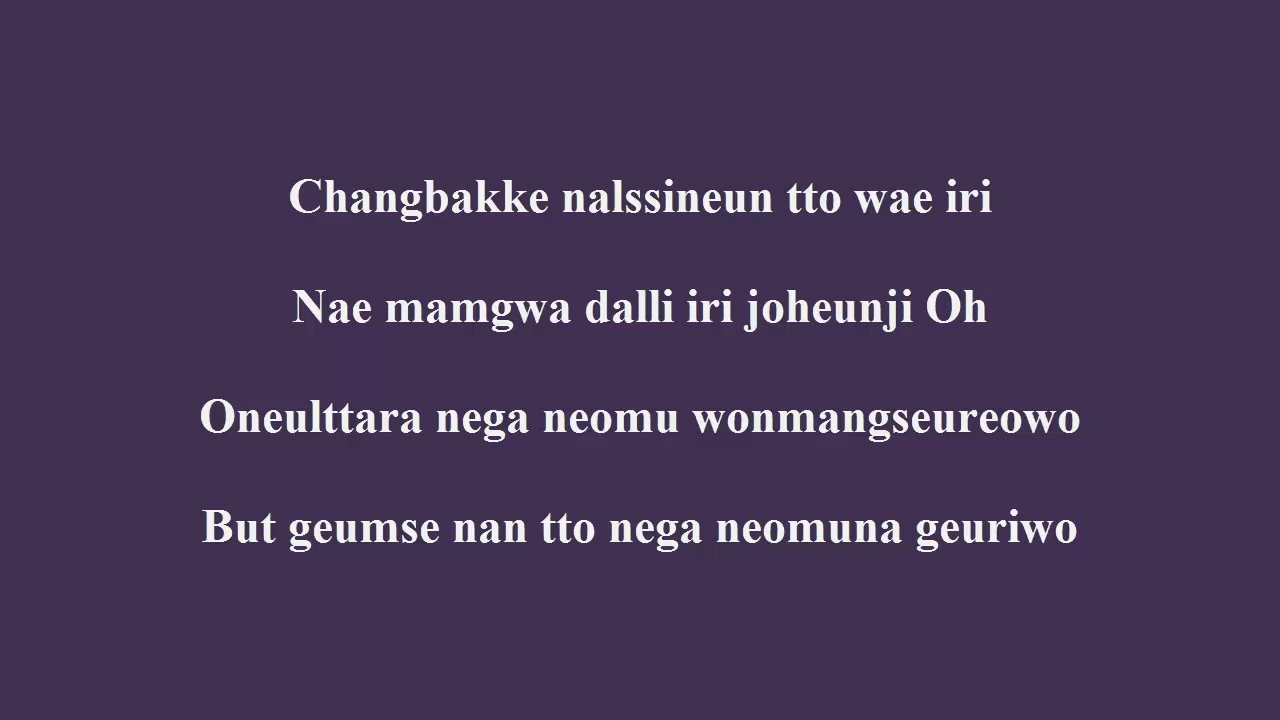 Changbakke nalssineun tto wae iri
Nae mamgwa dalli iri joheunji Oh
Oneulttara nega neomu wonmangseureowo
But geumse nan tto nega neomuna geuriwo